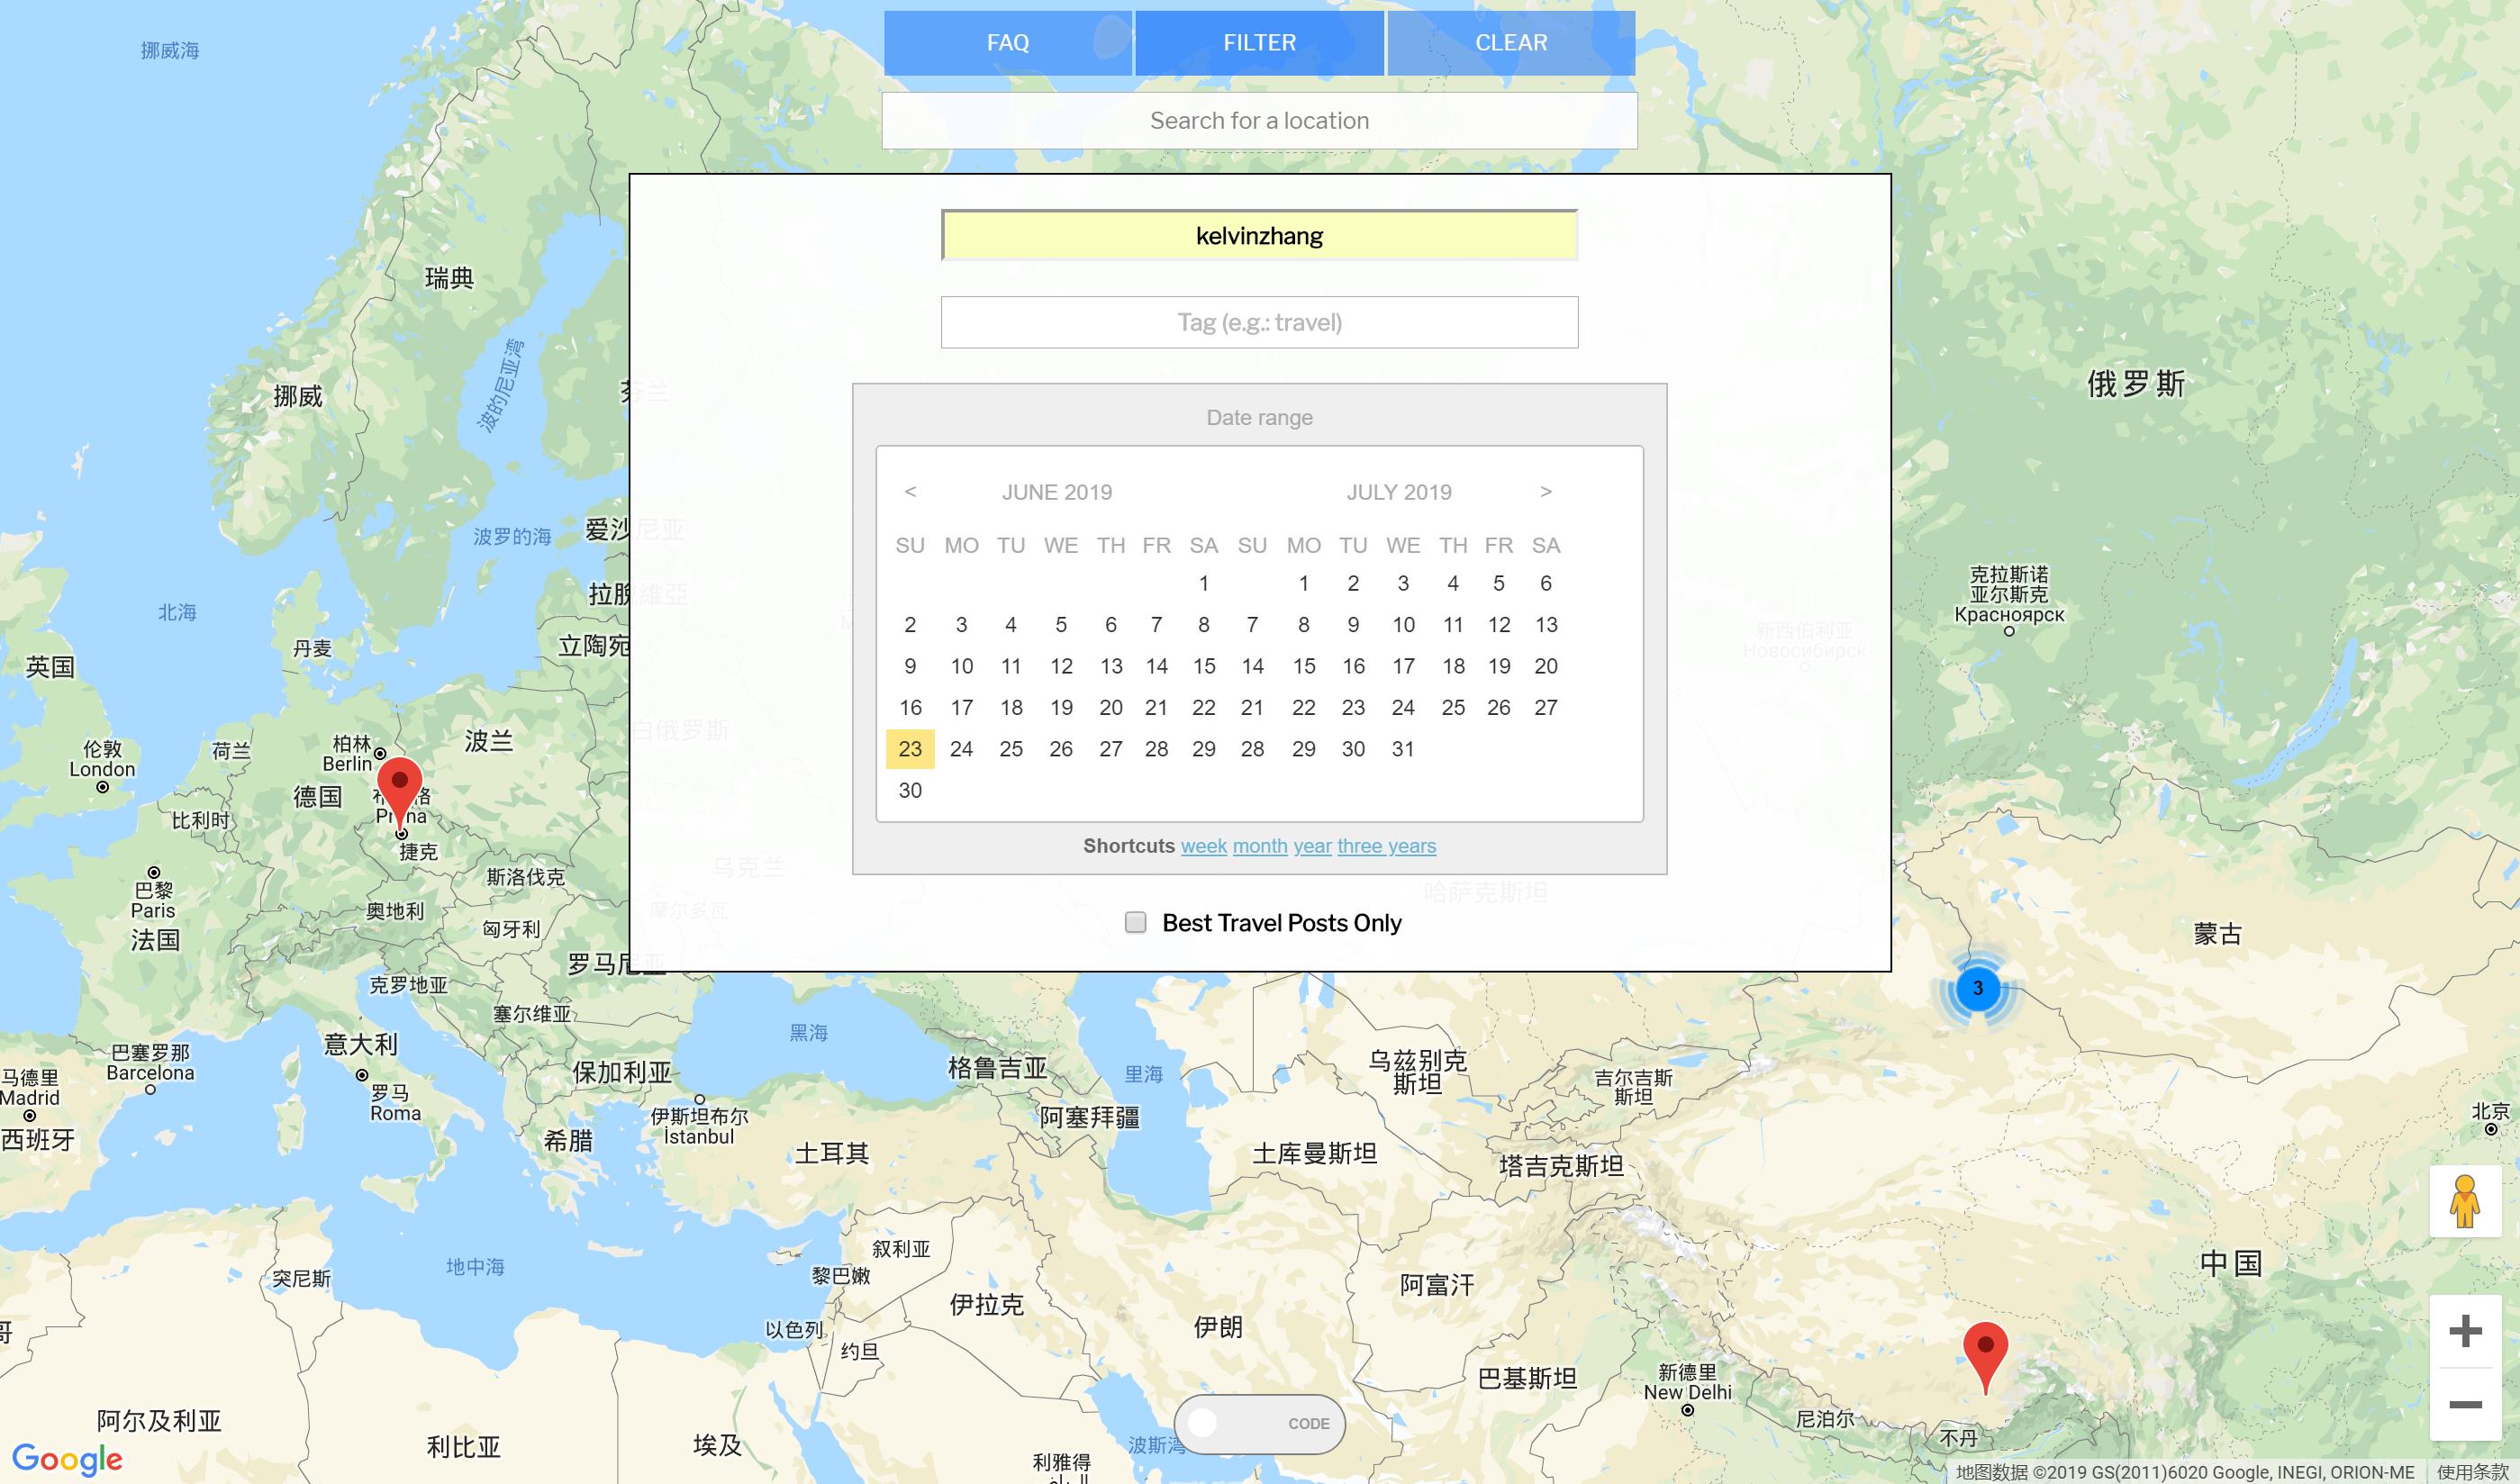 FAQ
FILTER
CLEAR
Search for a location
kelvinzhang
Tag (e.g.: travel)
Date range
< JUNE 2019 JULY 2019 >
SU MO TU WE TH FR SA SU MO TU WE TH FR SA
1 1 2 3 4 5 6
2 3 4 5 6 7 8 7 8 9 10 11 12 13
9 10 11 12 13 14 15 14 15 16 17 18 19 20
16 17 18 19 20 21 22 21 22 23 24 25 26 27
23 24 25 26 27 28 29 28 29 30 31
30
Shortcuts week month year three years
Best Travel Posts Only
挪威海
瑞典
挪威
波的尼亚湾
芬兰
俄罗斯
波罗的海
爱沙尼亚
拉脫維亞
立陶宛
北海
丹麦
克拉斯诺
亚尔斯克
Красноярск
新西伯利亚
Новосибирск
英国
白俄罗斯
伦敦
London
荷兰
柏林
Berlin
波兰
德国
比利时
捷克
乌克兰
巴黎
Paris
法国
斯洛伐克
奥地利
匈牙利
摩尔多瓦
哈萨克斯坦
罗马尼亚
蒙古
3
克罗地亚
塞尔维亚
黑海
意大利
巴塞罗那
Barcelona
保加利亚
格鲁吉亚
里海
乌兹别克
斯坦
吉尔吉斯
斯坦
马德里
Madrid
西班牙
罗马
Roma
伊斯坦布尔
İstanbul
阿塞拜疆
北京
希腊
土耳其
土库曼斯坦
塔吉克斯坦
地中海
突尼斯
叙利亚
黎巴嫩
阿富汗
中国
以色列
约旦
伊拉克
伊朗
巴基斯坦
新德里
New Delhi
尼泊尔
不丹
阿尔及利亚
利比亚
埃及
利雅得
波斯湾
CODE
Google
地图数据 ©2019 GS(2011)6020 Google, INEGI, ORION-ME
使用条款